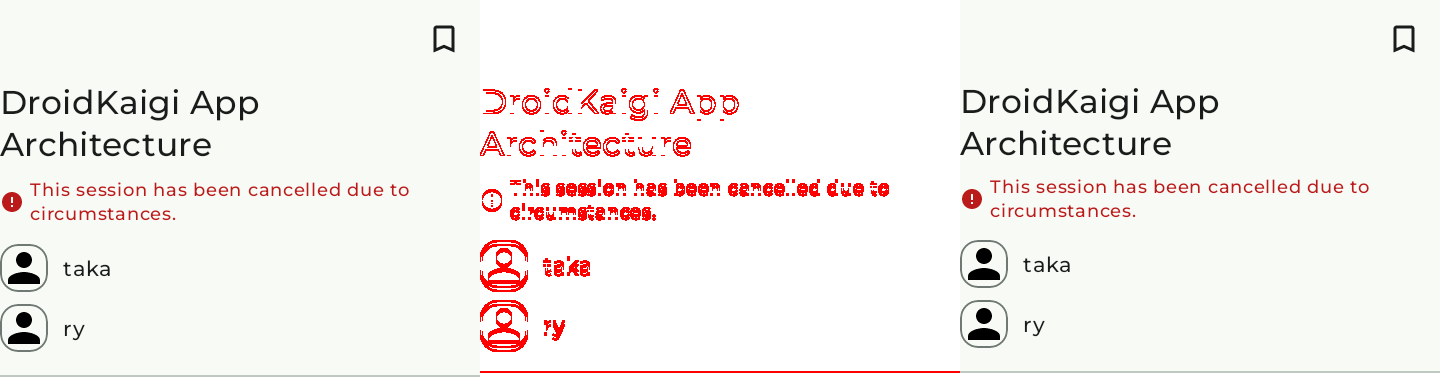 DroidKaigi App
Architecture
This session has been cancelled due to
circumstances.
taka
ry
DroidKaigi App
Architecture
This session has been cancelled due to
circumstances.
taka
ry
DroidKaigi App
Architecture
This session has been cancelled due to
circumstances.
taka
ry